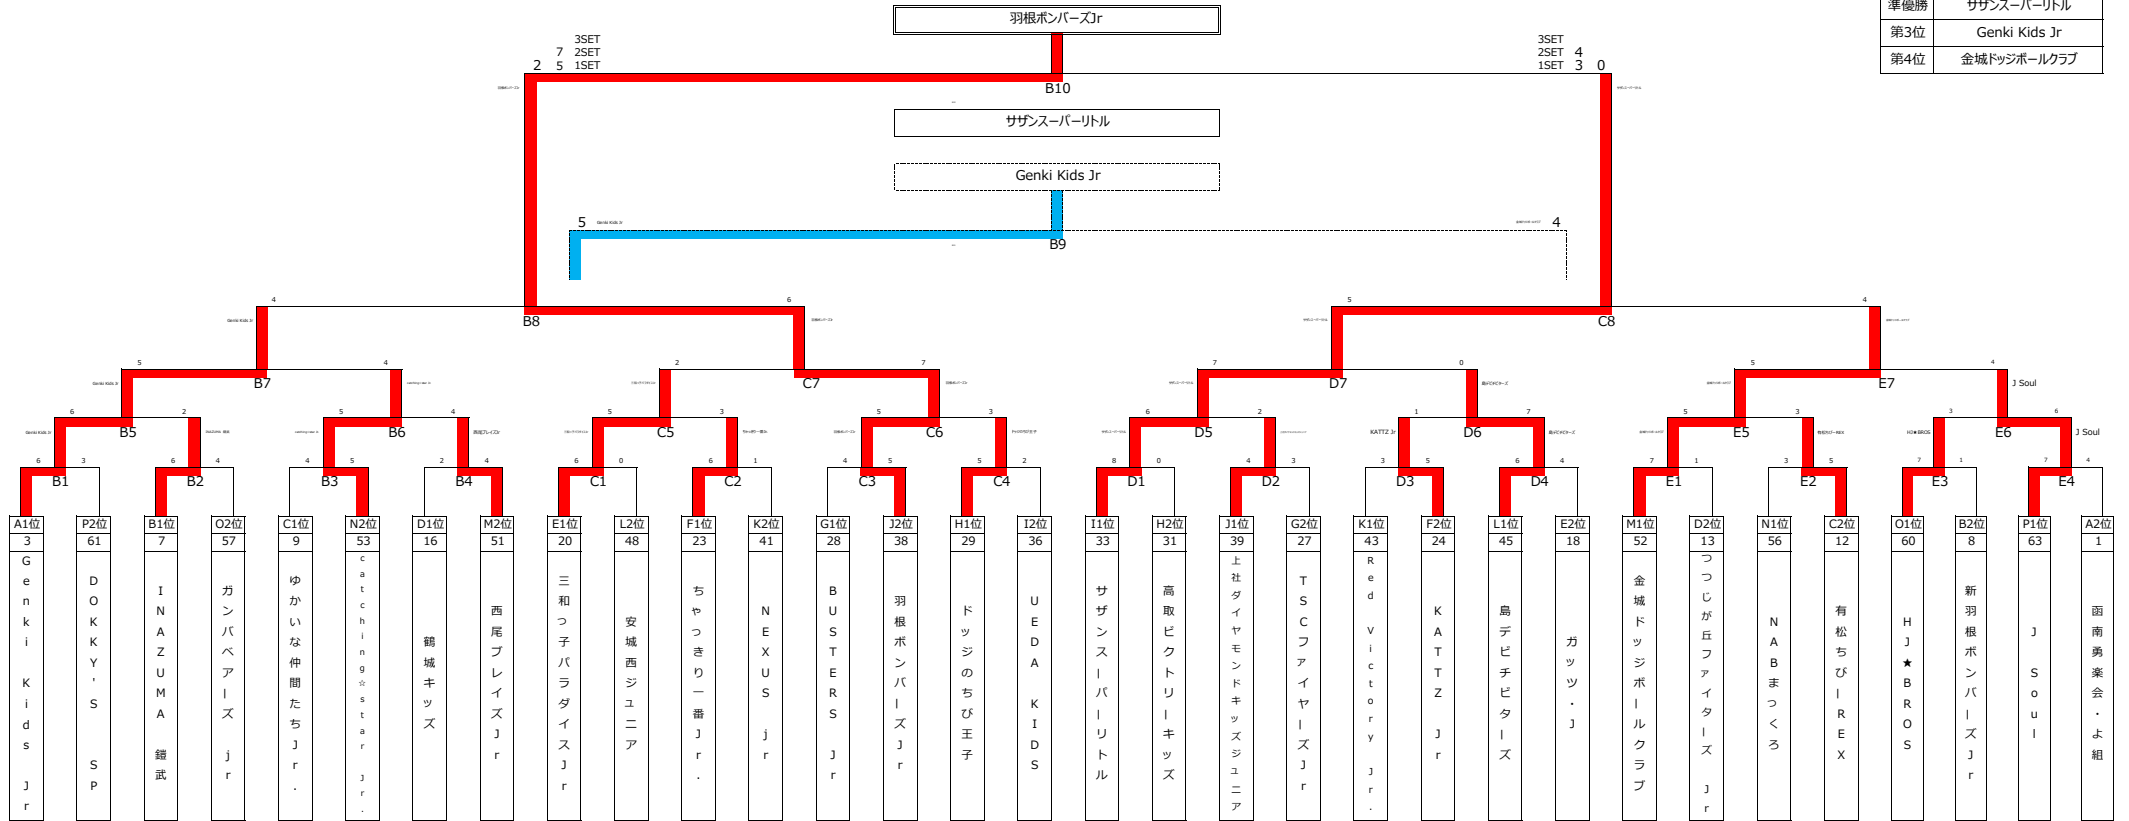 羽根ボンバーズJr
準優勝 サザンスーパーリトル
第3位 Genki Kids Jr
第4位 金城ドッジボールクラブ
3SET 3SET
7 2SET 2SET 4
2 5 1SET 1SET 3 0
B10
サザンスーパーリトル
Genki Kids Jr
5 Genki Kids Jr 4
B9
4 6 5 4
Genki Kids Jr
B8 C8
5 4 2 7 7 0 5 4
Genki Kids Jr J Soul
B7 C7 D7 E7
6 2 5 4 5 3 5 3 6 2 1 7 5 3 3 6
Genki Kids Jr 西尾ブレイズJr KATTZ Jr HJ★BROS J Soul
B5 B6 C5 C6 D5 D6 E5 E6
6 3 6 4 4 5 2 4 6 0 6 1 4 5 5 2 8 0 4 3 3 5 6 4 7 1 3 5 7 1 7 4
B1 B2 B3 B4 C1 C2 C3 C4 D1 D2 D3 D4 E1 E2 E3 E4
A1位 P2位 B1位 O2位 C1位 N2位 D1位 M2位 E1位 L2位 F1位 K2位 G1位 J2位 H1位 I2位 I1位 H2位 J1位 G2位 K1位 F2位 L1位 E2位 M1位 D2位 N1位 C2位 O1位 B2位 P1位 A2位
3 61 7 57 9 53 16 51 20 48 23 41 28 38 29 36 33 31 39 27 43 24 45 18 52 13 56 12 60 8 63 1
Genki Kids Jr
DOKKY'S SP
INAZUMA 鎧武
ガンバベアーズ jr
ゆかいな仲間たちJr.
catching☆star Jr.
鶴城キッズ
西尾ブレイズJr
三和っ子パラダイスJr
安城西ジュニア
ちゃっきり一番Jr.
NEXUS jr
BUSTERS Jr
羽根ボンバーズJr
ドッジのちび王子
UEDA KIDS
サザンスーパーリトル
高取ビクトリーキッズ
上社ダイヤモンドキッズジュニア
TSCファイヤーズJr
Red Victory Jr.
KATTZ Jr
島デビチビターズ
ガッツ・J
金城ドッジボールクラブ
つつじが丘ファイターズ Jr
NABまっくろ
有松ちびーREX
HJ★BROS
新羽根ボンバーズJr
J Soul
函南勇楽会・よ組